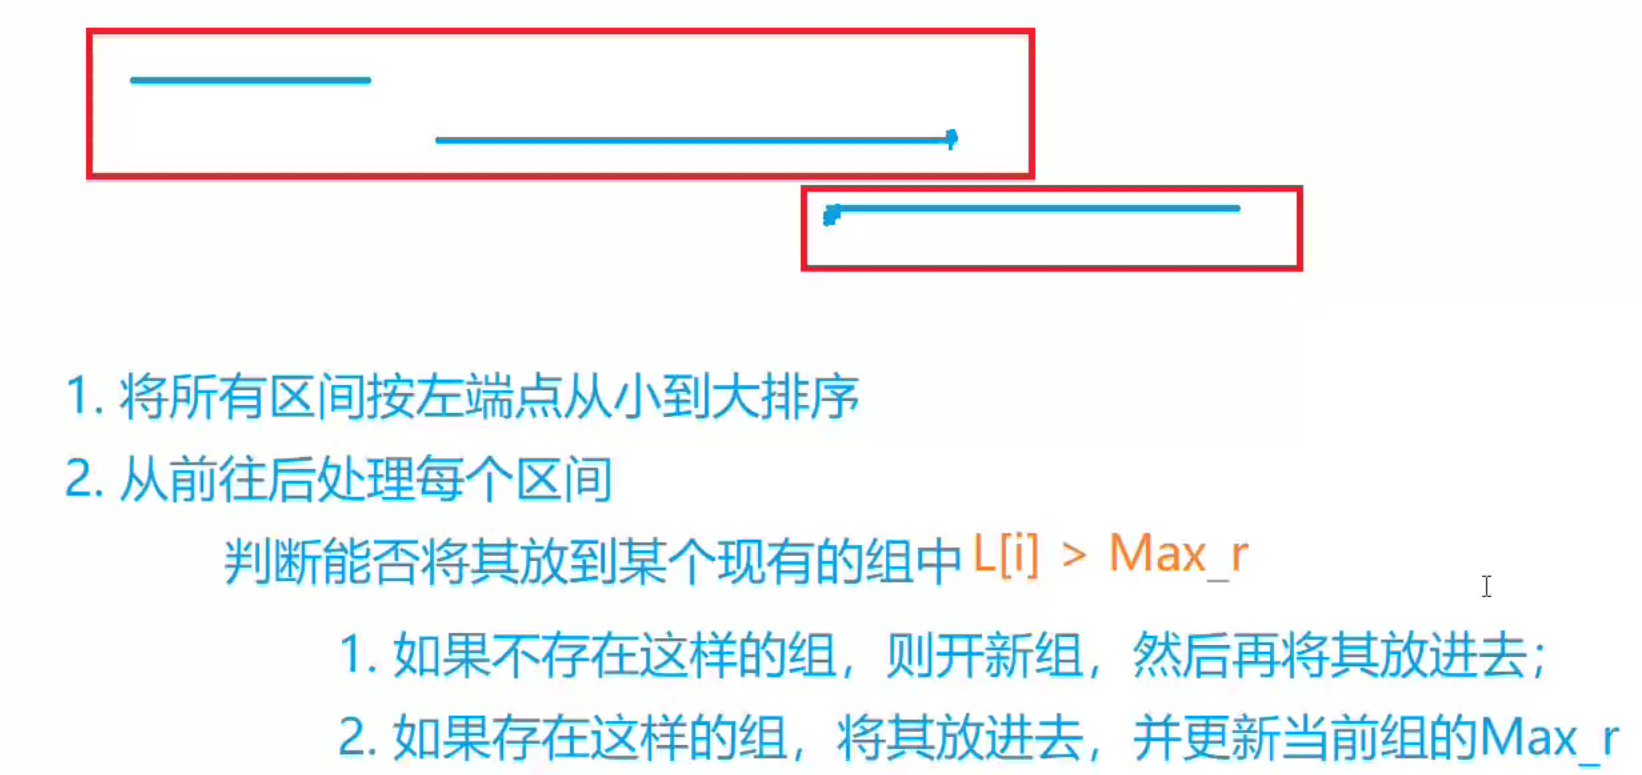 1. 将所有区间按左端点从小到大排序
2. 从前往后处理每个区间
判断能否将其放到某个现有的组中 L[i] > Max_r
1. 如果不存在这样的组，则开新组，然后再将其放进去；
2. 如果存在这样的组，将其放进去，并更新当前组的Max_r